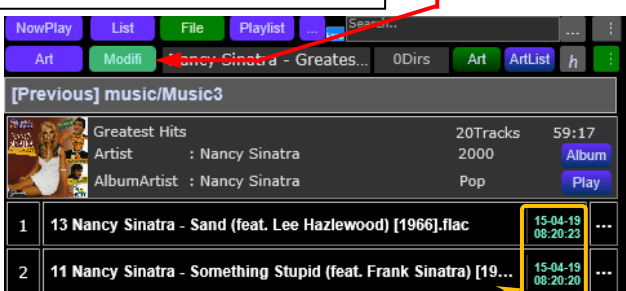 NowPlay List File Playlist ... Search... ... ⋮
Art Modifi [Nancy Sinatra - Greates... 0Dirs Art ArtList h ⋮
[Previous] music/Music3
Greatest Hits 20Tracks 59:17
Artist : Nancy Sinatra 2000 Album
AlbumArtist : Nancy Sinatra Pop Play
1 13 Nancy Sinatra - Sand (feat. Lee Hazlewood) [1966].flac 15-04-19 08:20:23 ...
2 11 Nancy Sinatra - Something Stupid (feat. Frank Sinatra) [19... 15-04-19 08:20:20 ...